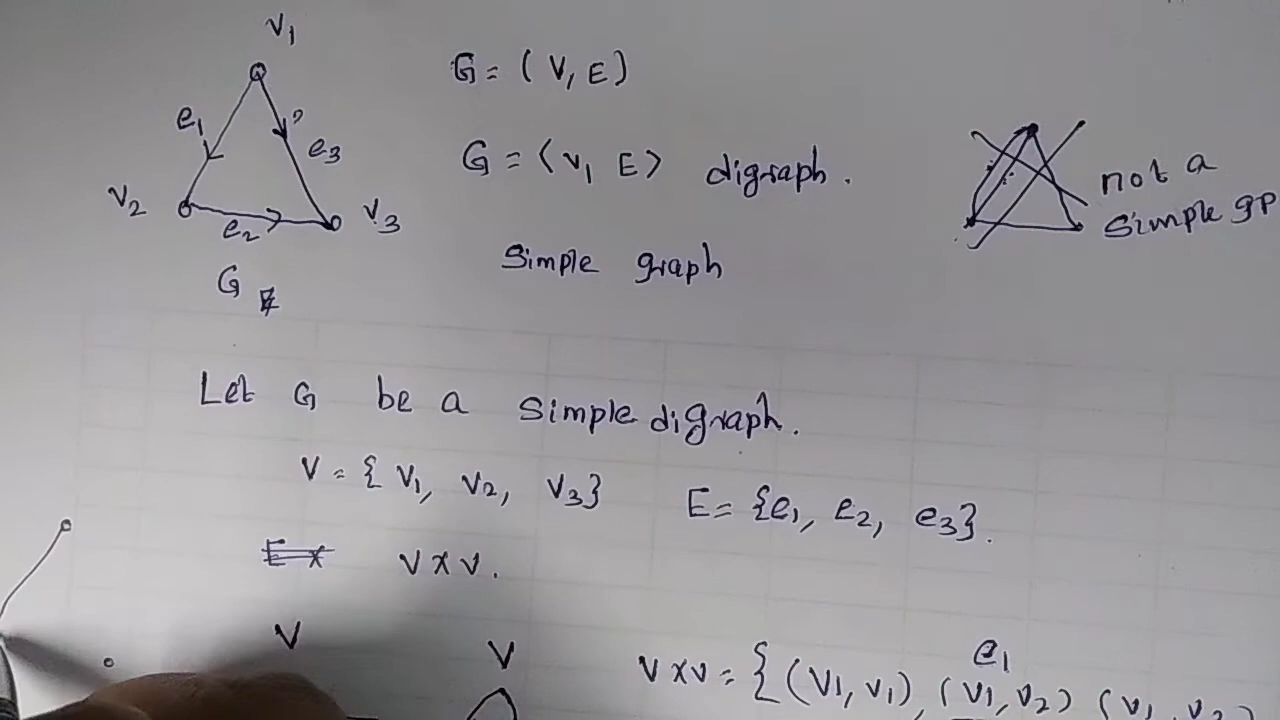 V1
G = (V, E)
e1
e3
G = ⟨V, E⟩ digraph.
not a
simple gp
V2
V3
e2
G
Simple graph
Let G be a simple digraph.
V = {V1, V2, V3} E = {e1, e2, e3}.
V x V.
V
V
e1
V x V = {(V1, V1), (V1, V2) (V1, V3)